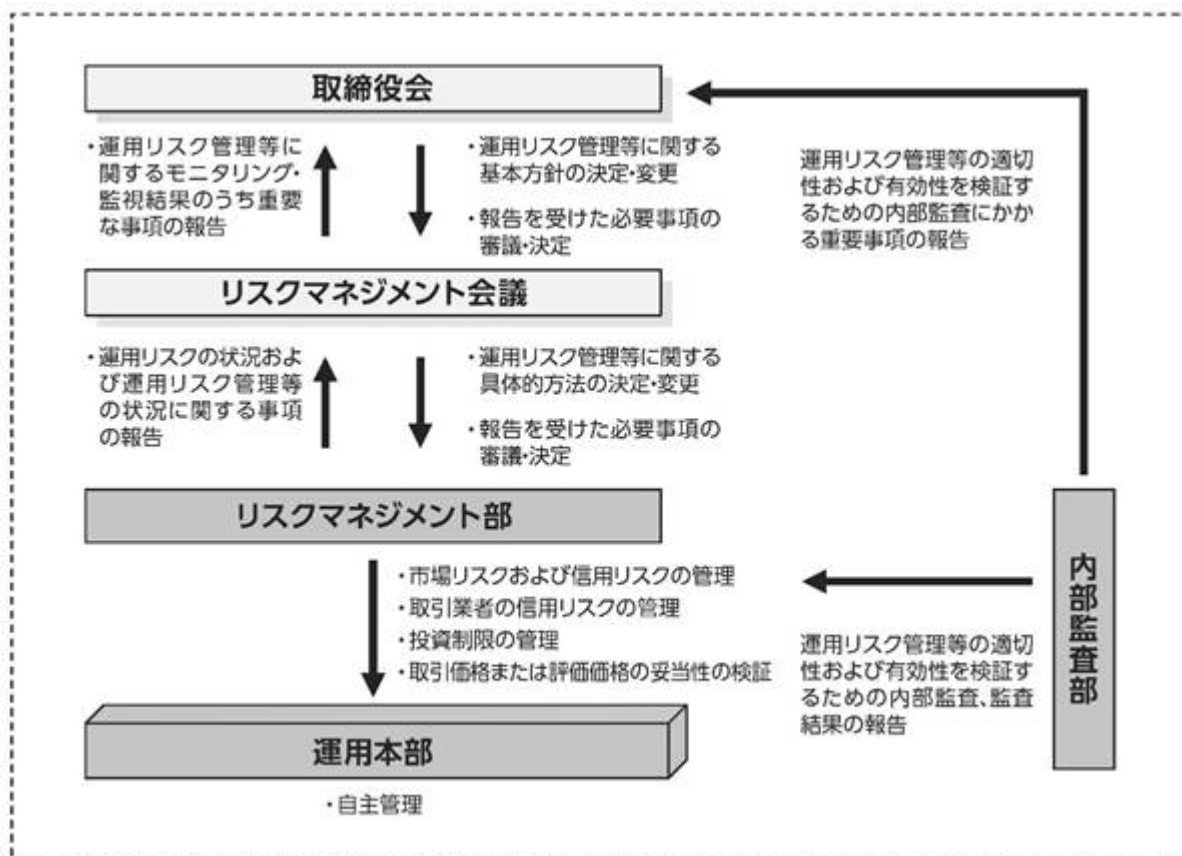 取締役会
・運用リスク管理等に
関するモニタリング・
監視結果のうち重要
な事項の報告
・運用リスク管理等に関する
基本方針の決定・変更
・報告を受けた必要事項の
審議・決定
運用リスク管理等の適切
性および有効性を検証す
るための内部監査にかか
る重要事項の報告
リスクマネジメント会議
・運用リスクの状況およ
び運用リスク管理等
の状況に関する事項
の報告
・運用リスク管理等に関する
具体的方法の決定・変更
・報告を受けた必要事項の
審議・決定
リスクマネジメント部
・市場リスクおよび信用リスクの管理
・取引業者の信用リスクの管理
・投資制限の管理
・取引価格または評価価格の妥当性の検証
運用リスク管理等の適切
性および有効性を検証す
るための内部監査、監査
結果の報告
内部監査部
運用本部
・自主管理